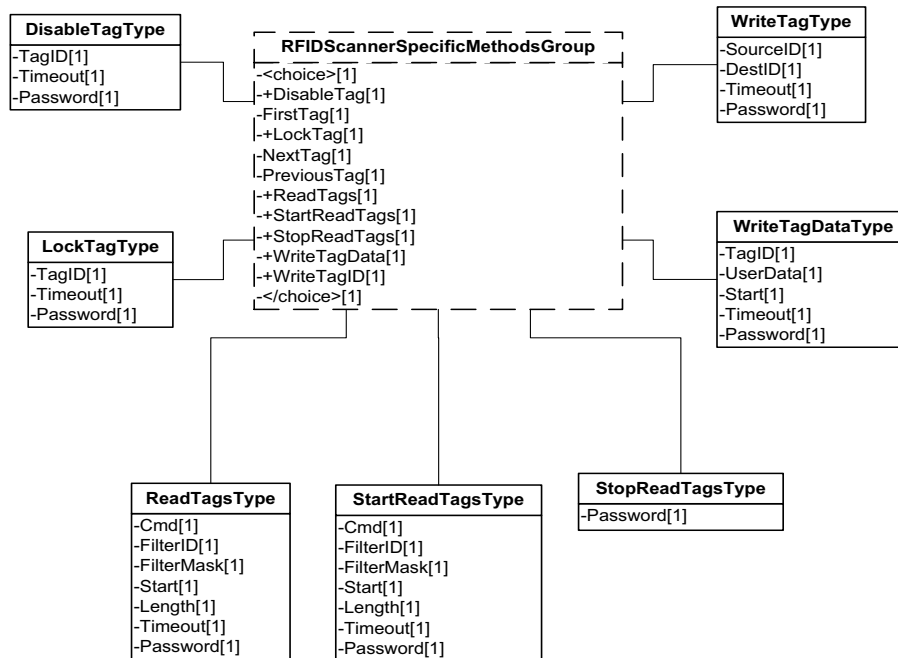 DisableTagType
-TagID[1]
-Timeout[1]
-Password[1]
RFIDScannerSpecificMethodsGroup
-<choice>[1]
-+DisableTag[1]
-FirstTag[1]
-+LockTag[1]
-NextTag[1]
-PreviousTag[1]
-+ReadTags[1]
-+StartReadTags[1]
-+StopReadTags[1]
-+WriteTagData[1]
-+WriteTagID[1]
-</choice>[1]
WriteTagType
-SourceID[1]
-DestID[1]
-Timeout[1]
-Password[1]
LockTagType
-TagID[1]
-Timeout[1]
-Password[1]
WriteTagDataType
-TagID[1]
-UserData[1]
-Start[1]
-Timeout[1]
-Password[1]
ReadTagsType
-Cmd[1]
-FilterID[1]
-FilterMask[1]
-Start[1]
-Length[1]
-Timeout[1]
-Password[1]
StartReadTagsType
-Cmd[1]
-FilterID[1]
-FilterMask[1]
-Start[1]
-Length[1]
-Timeout[1]
-Password[1]
StopReadTagsType
-Password[1]